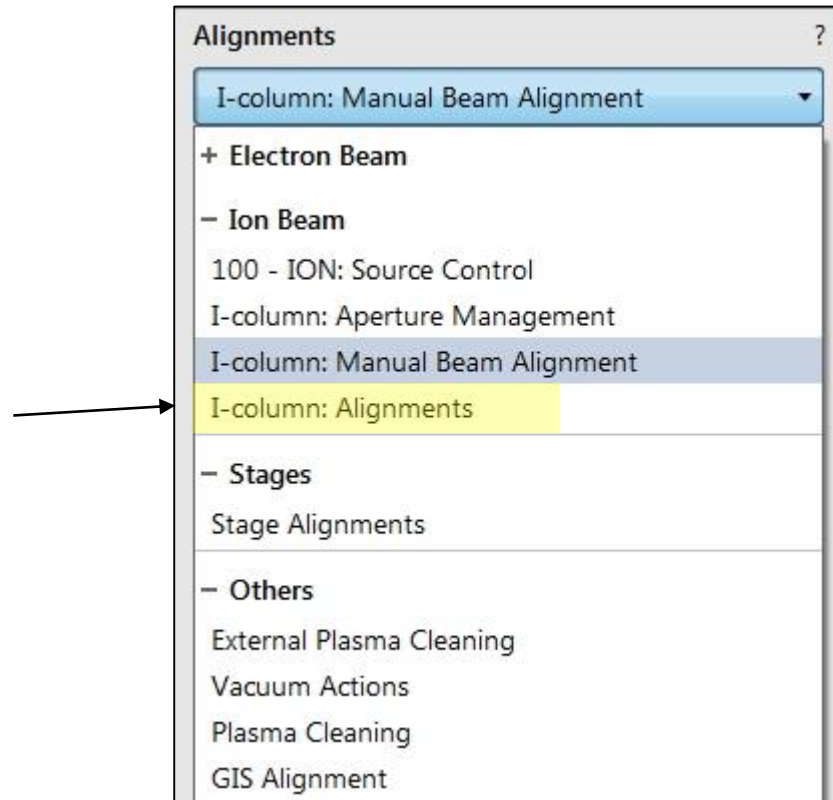 Alignments ?
I-column: Manual Beam Alignment
+ Electron Beam
− Ion Beam
100 - ION: Source Control
I-column: Aperture Management
I-column: Manual Beam Alignment
I-column: Alignments
− Stages
Stage Alignments
− Others
External Plasma Cleaning
Vacuum Actions
Plasma Cleaning
GIS Alignment